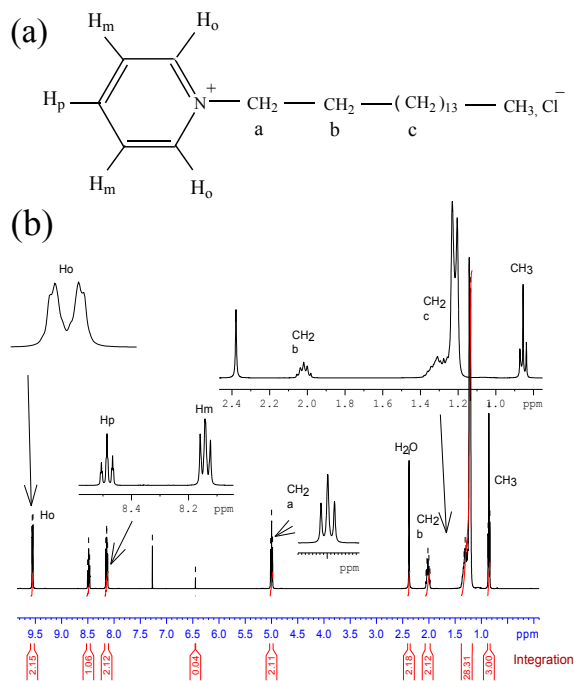 (a)
Hm
Ho
Hp
N+
CH2
CH2
(CH2)13
CH3, Cl−
a
b
c
Hm
Ho
(b)
Ho
CH2
b
CH2
c
CH3
2.4 2.2 2.0 1.8 1.6 1.4 1.2 1.0 ppm
Hp
Hm
8.4 8.2 ppm
CH2
a
ppm
H2O
CH2
b
CH3
Ho
9.5 9.0 8.5 8.0 7.5 7.0 6.5 6.0 5.5 5.0 4.5 4.0 3.5 3.0 2.5 2.0 1.5 1.0 ppm
2.15 1.06 2.12 0.04 2.11 2.18 2.12 28.31 3.00 Integration